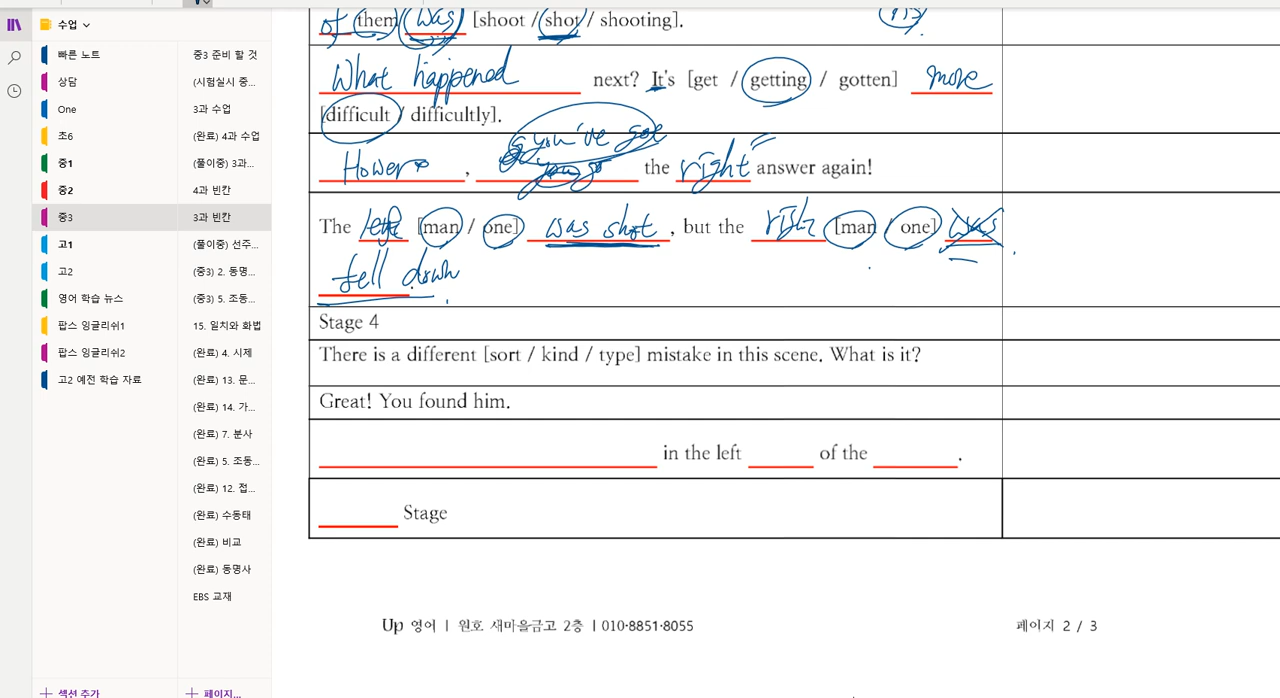 수업
빠른 노트
상담
One
초6
중1
중2
중3
고1
고2
영어 학습 뉴스
팝스 잉글리쉬1
팝스 잉글리쉬2
고2 예전 학습 자료
섹션 추가
중3 준비 할 것
(시험실시 중...
3과 수업
(완료) 4과 수업
(풀이중) 3과...
4과 빈칸
3과 빈칸
(풀이중) 선주...
(중3) 2. 동명...
(중3) 5. 조동...
15. 일치와 화법
(완료) 4. 시제
(완료) 13. 문...
(완료) 14. 가...
(완료) 7. 분사
(완료) 5. 조동...
(완료) 12. 접...
(완료) 수동태
(완료) 비교
(완료) 동명사
EBS 교재
페이지...
of them was [shoot / shot / shooting].
What happened next? It's [get / getting / gotten] more
[difficult / difficultly].
you've got
, the right answer again!
The left [man / one] was shot, but the right [man / one] was
fell down.
Stage 4
There is a different [sort / kind / type] mistake in this scene. What is it?
Great! You found him.
in the left of the .
Stage
Up 영어 | 원호 새마을금고 2층 | 010·8851·8055
페이지 2 / 3